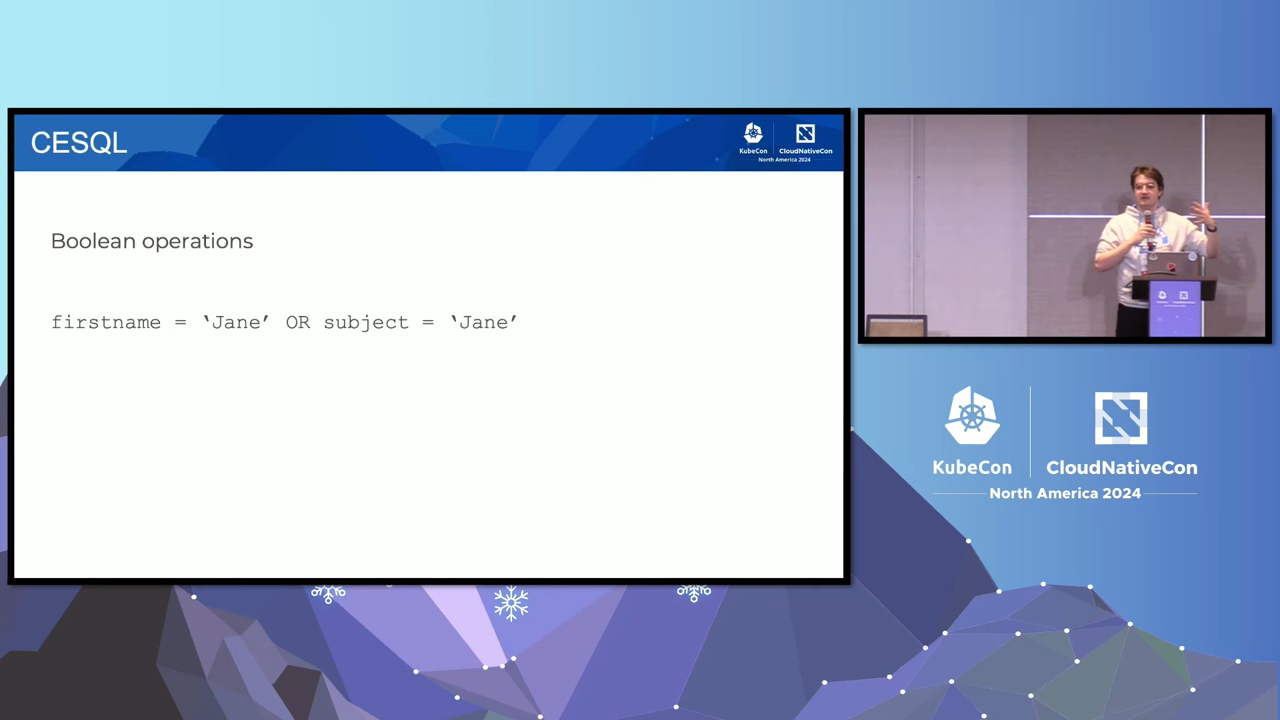 CESQL
KubeCon
CloudNativeCon
North America 2024
Boolean operations
firstname = ‘Jane’ OR subject = ‘Jane’
KubeCon
CloudNativeCon
North America 2024